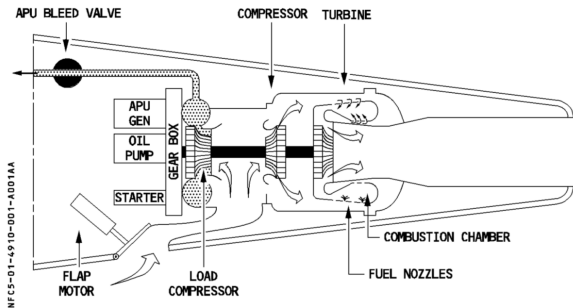 APU BLEED VALVE
COMPRESSOR
TURBINE
APU
GEN
OIL
PUMP
STARTER
GEAR BOX
COMBUSTION CHAMBER
FUEL NOZZLES
LOAD
COMPRESSOR
FLAP
MOTOR
NFC5-01-4910-001-A001AA